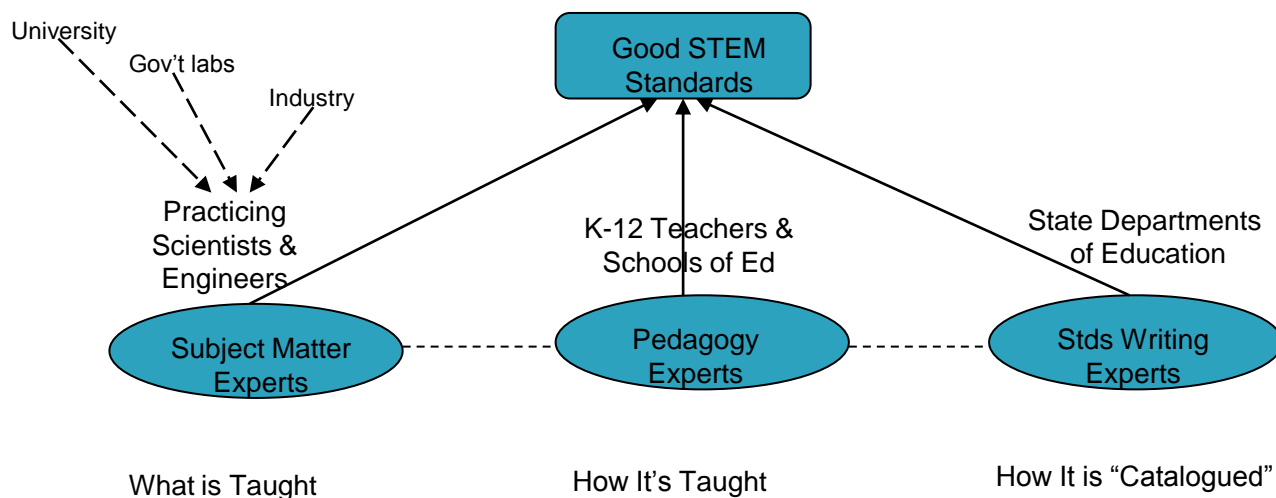 University
Gov’t labs
Industry
Good STEM
Standards
Practicing
Scientists &
Engineers
K-12 Teachers &
Schools of Ed
State Departments
of Education
Subject Matter
Experts
Pedagogy
Experts
Stds Writing
Experts
What is Taught
How It’s Taught
How It is “Catalogued”